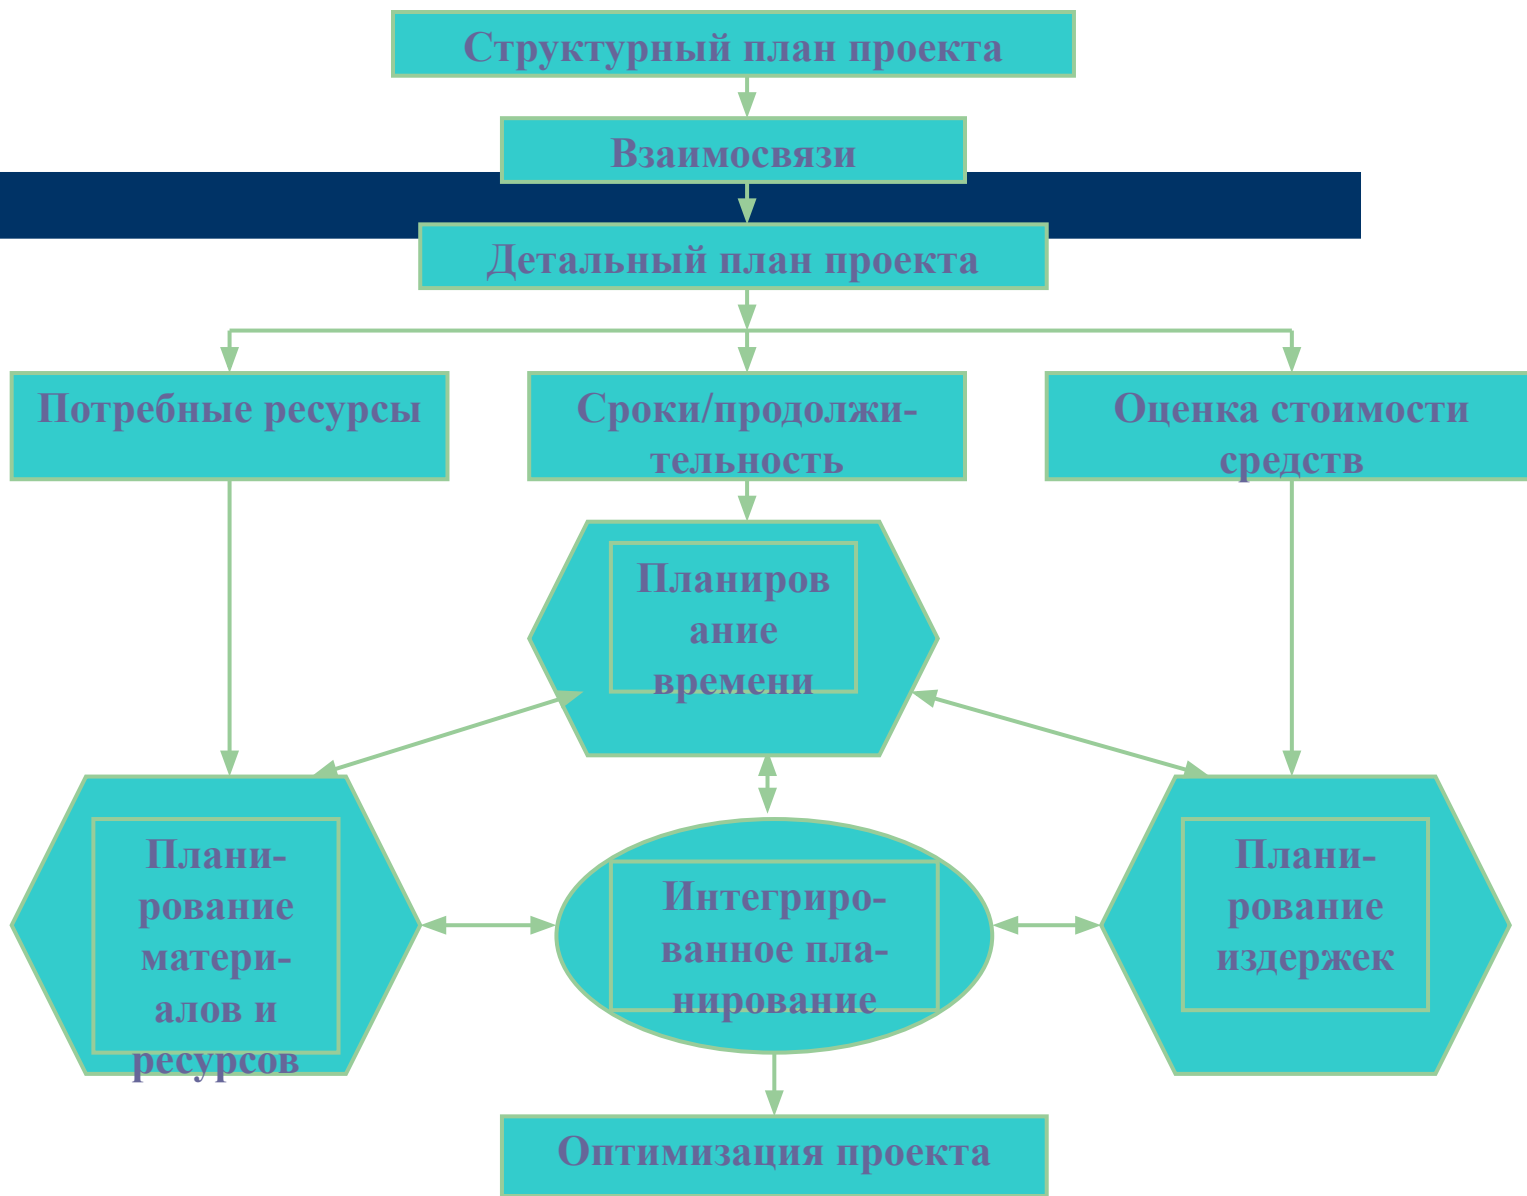 Структурный план проекта
Взаимосвязи
Детальный план проекта
Потребные ресурсы
Сроки/продолжи-
тельность
Оценка стоимости
средств
Планиров
ание
времени
Плани-
рование
матери-
алов и
ресурсов
Интегриро-
ванное пла-
нирование
Плани-
рование
издержек
Оптимизация проекта